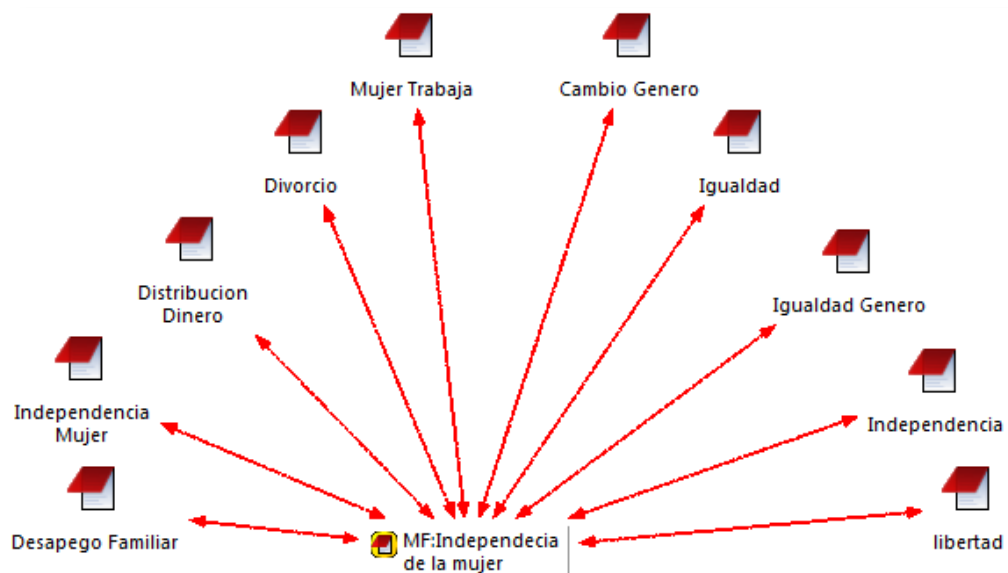 Mujer Trabaja
Cambio Genero
Divorcio
Igualdad
Distribucion
Dinero
Igualdad Genero
Independencia
Mujer
Independencia
Desapego Familiar
MF:Independecia
de la mujer
libertad